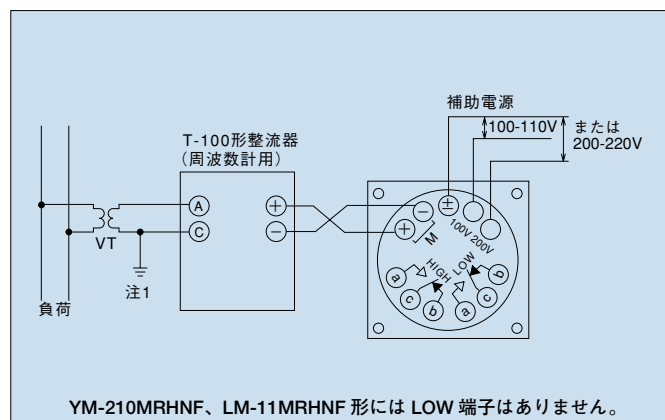 補助電源
100-110V
または
200-220V
T-100形整流器
(周波数計用)
A
C
+
−
VT
注1
負荷
−
+
M
±
100V 200V
HIGH
LOW
a
c
b
a
c
b
YM-210MRHNF、LM-11MRHNF 形には LOW 端子はありません。